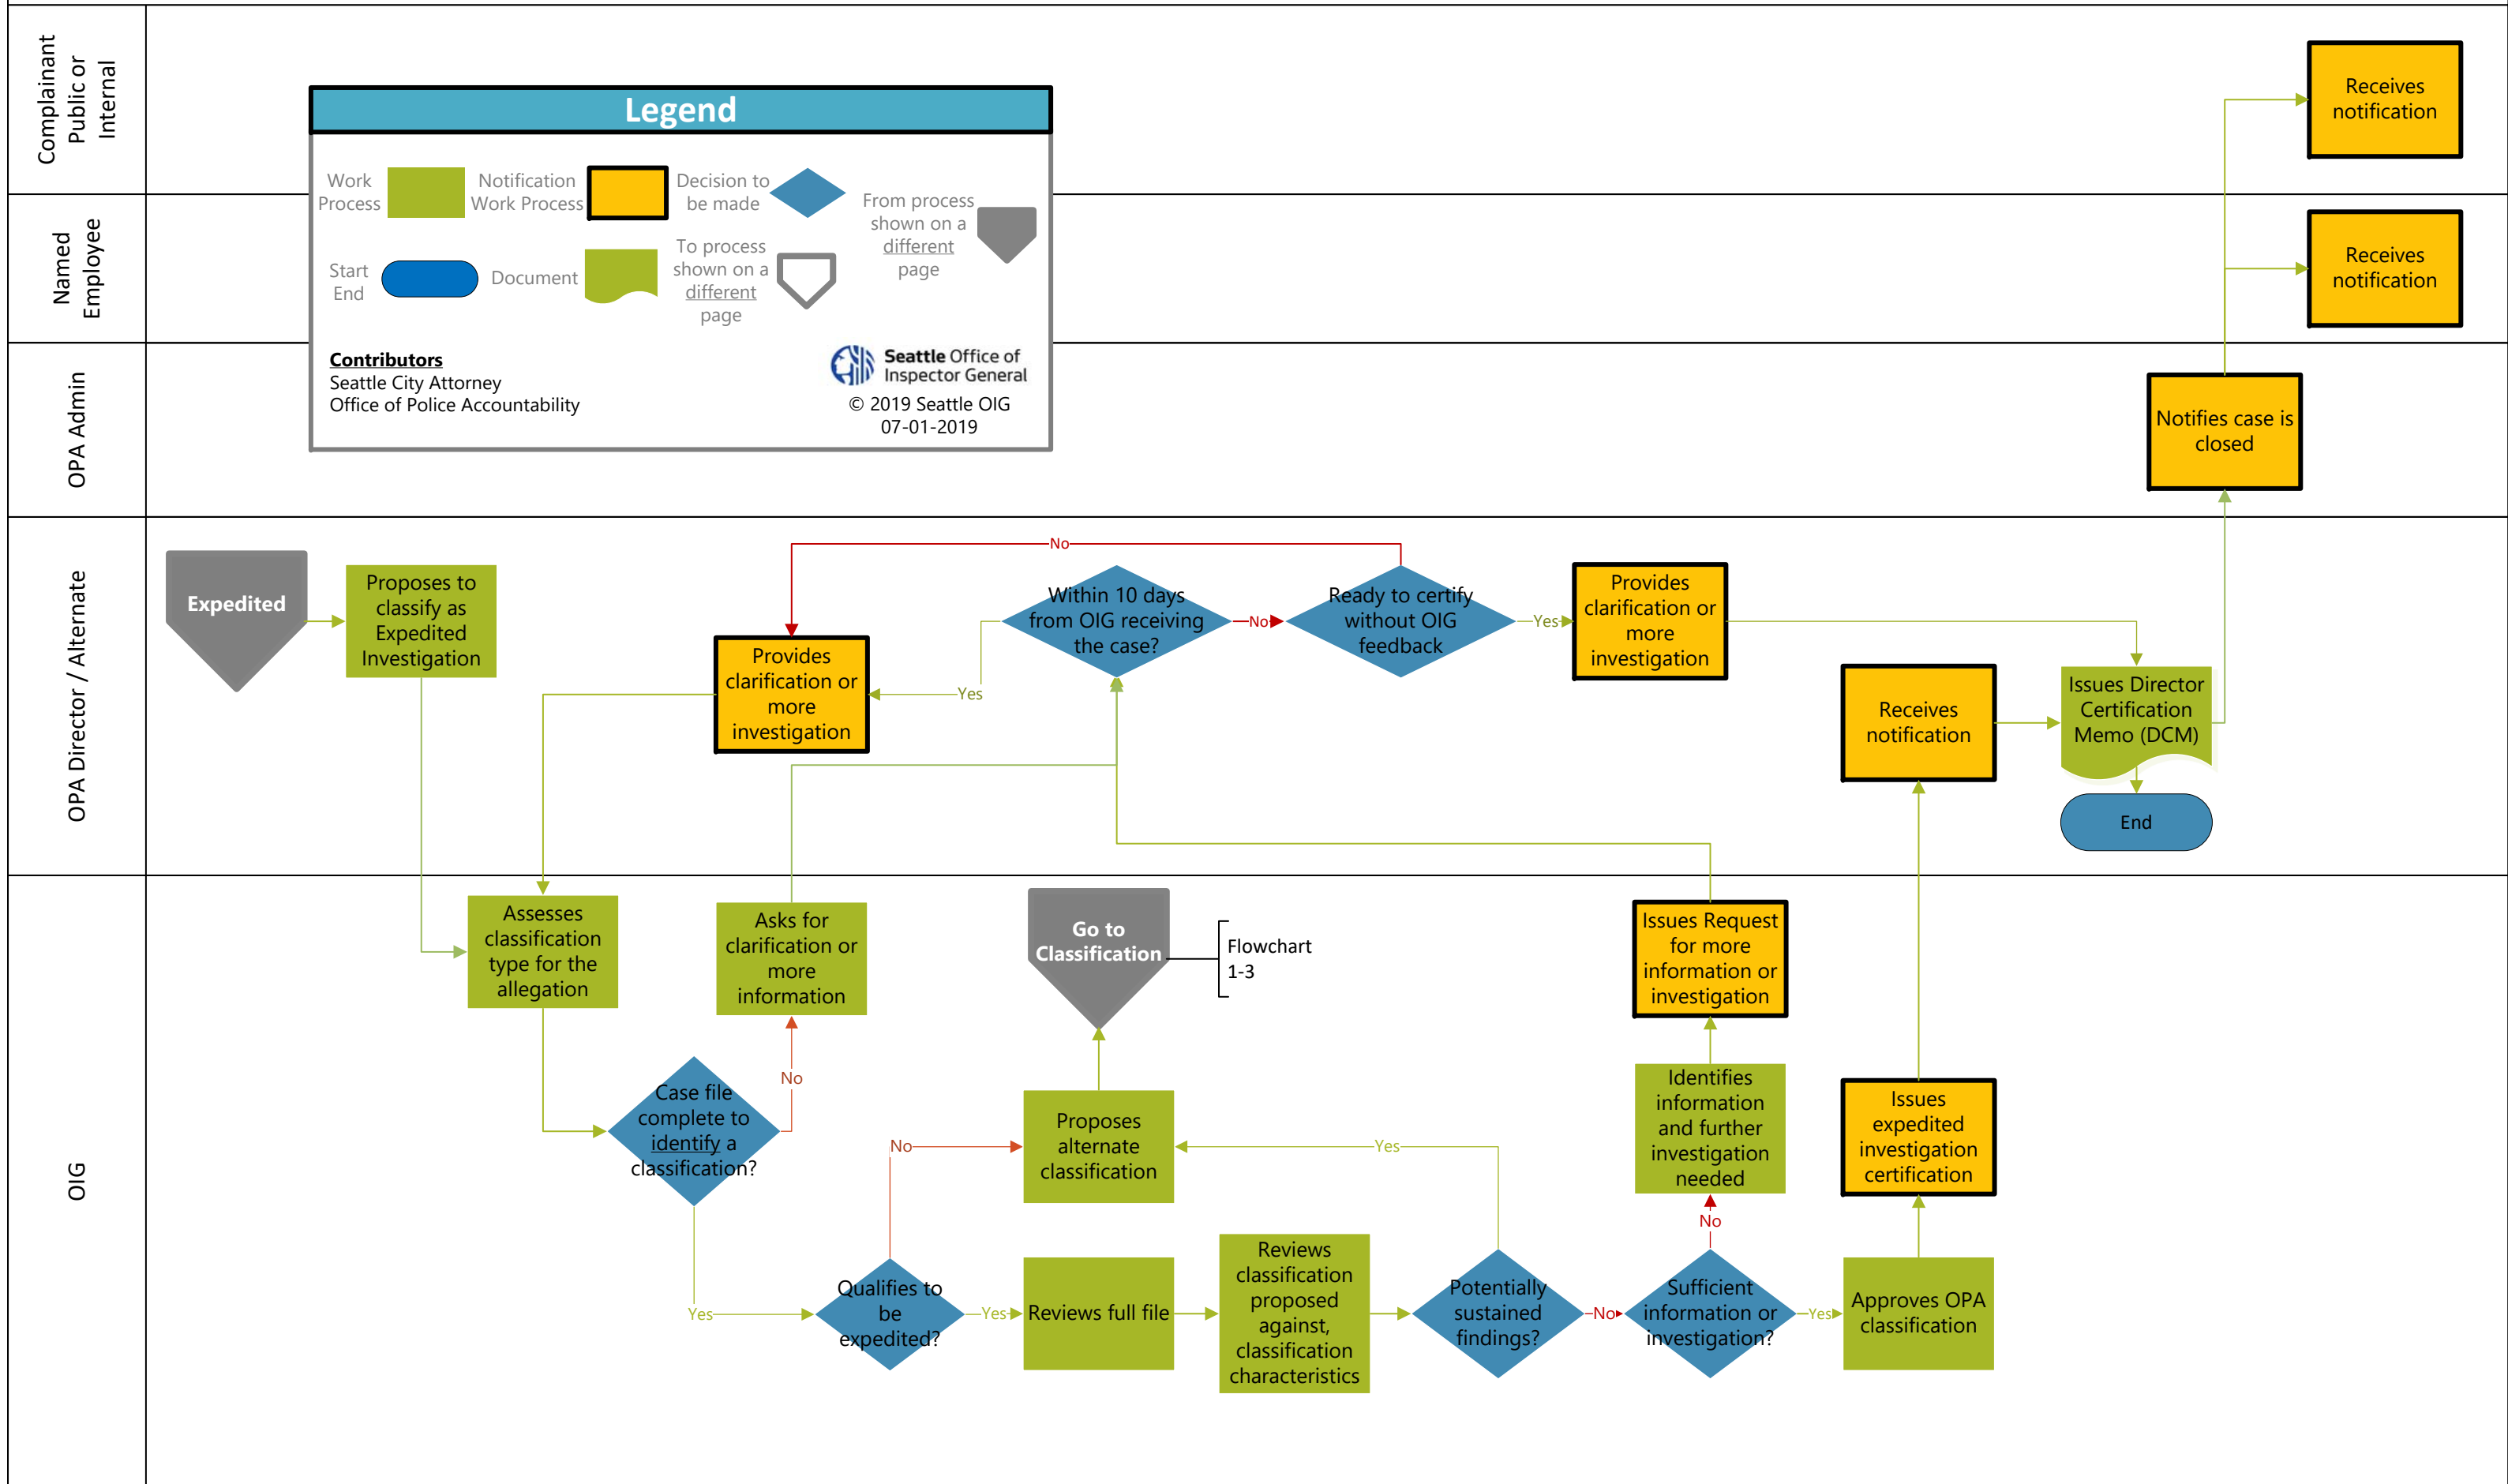 Complainant
Public or
Internal
Receives
notification
Legend
Work
Process
Notification
Work Process
Decision to
be made
From process
shown on a
different
page
Start
End
Document
To process
shown on a
different
page
Contributors
Seattle City Attorney
Office of Police Accountability
Seattle Office of
Inspector General
© 2019 Seattle OIG
07-01-2019
Named
Employee
Receives
notification
OPA Admin
Notifies case is
closed
OPA Director / Alternate
Expedited
Proposes to
classify as
Expedited
Investigation
No
Provides
clarification or
more
investigation
Yes
Within 10 days
from OIG receiving
the case?
No
Ready to certify
without OIG
feedback
Yes
Provides
clarification or
more
investigation
Receives
notification
Issues Director
Certification
Memo (DCM)
End
OIG
Assesses
classification
type for the
allegation
Asks for
clarification or
more
information
No
Case file
complete to
identify a
classification?
Yes
Go to
Classification
Flowchart
1-3
No
Proposes
alternate
classification
Yes
Qualifies to
be
expedited?
Yes
Reviews full file
Reviews
classification
proposed
against,
classification
characteristics
Potentially
sustained
findings?
No
Sufficient
information or
investigation?
No
Identifies
information
and further
investigation
needed
Issues Request
for more
information or
investigation
Yes
Approves OPA
classification
Issues
expedited
investigation
certification